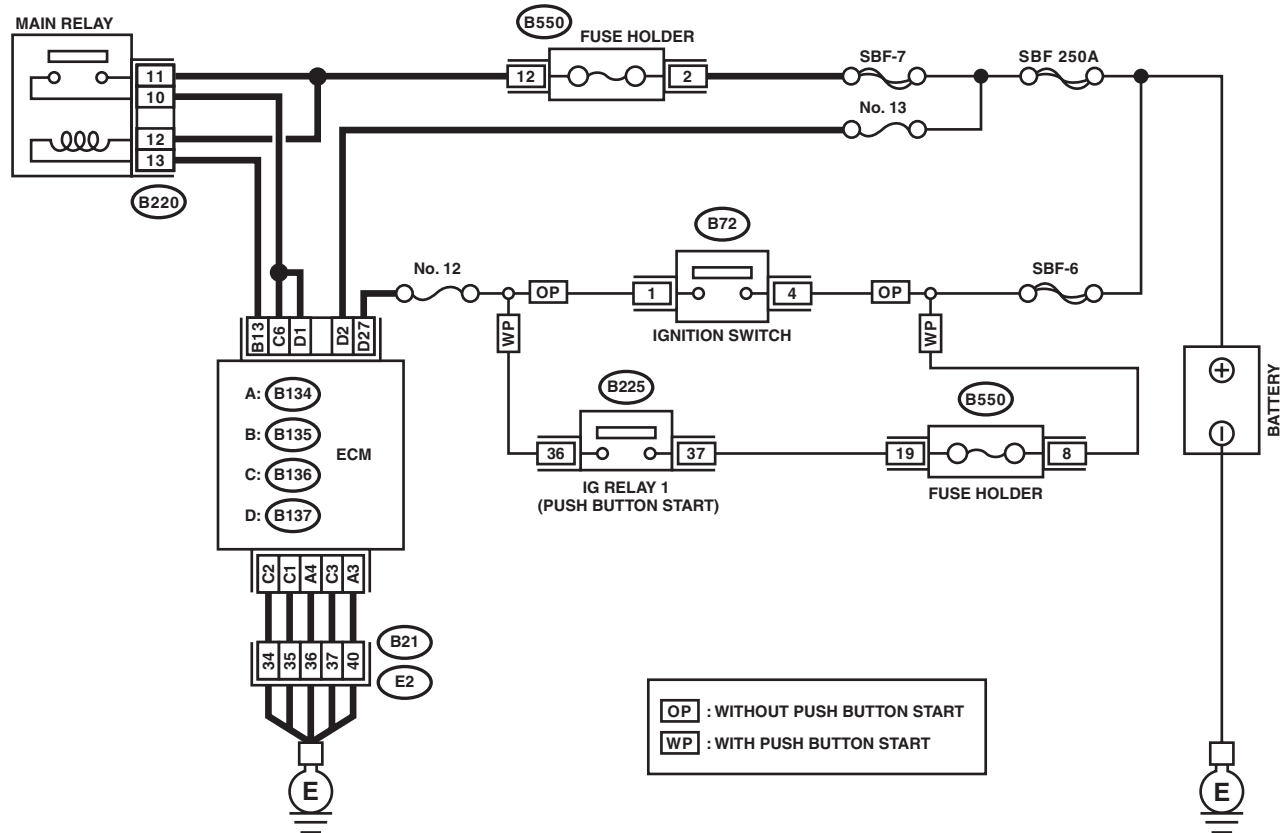 MAIN RELAY
B550
FUSE HOLDER
SBF-7
SBF 250A
11
10
12
13
12
2
No. 13
B220
B72
No. 12
OP
1
4
OP
SBF-6
IGNITION SWITCH
WP
WP
B13
C6
D1
D2
D27
B225
B550
A: B134
B: B135
C: B136
D: B137
ECM
36
37
19
8
IG RELAY 1
(PUSH BUTTON START)
FUSE HOLDER
+
–
BATTERY
C2
C1
A4
C3
A3
34
35
36
37
40
B21
E2
OP : WITHOUT PUSH BUTTON START
WP : WITH PUSH BUTTON START
E
E